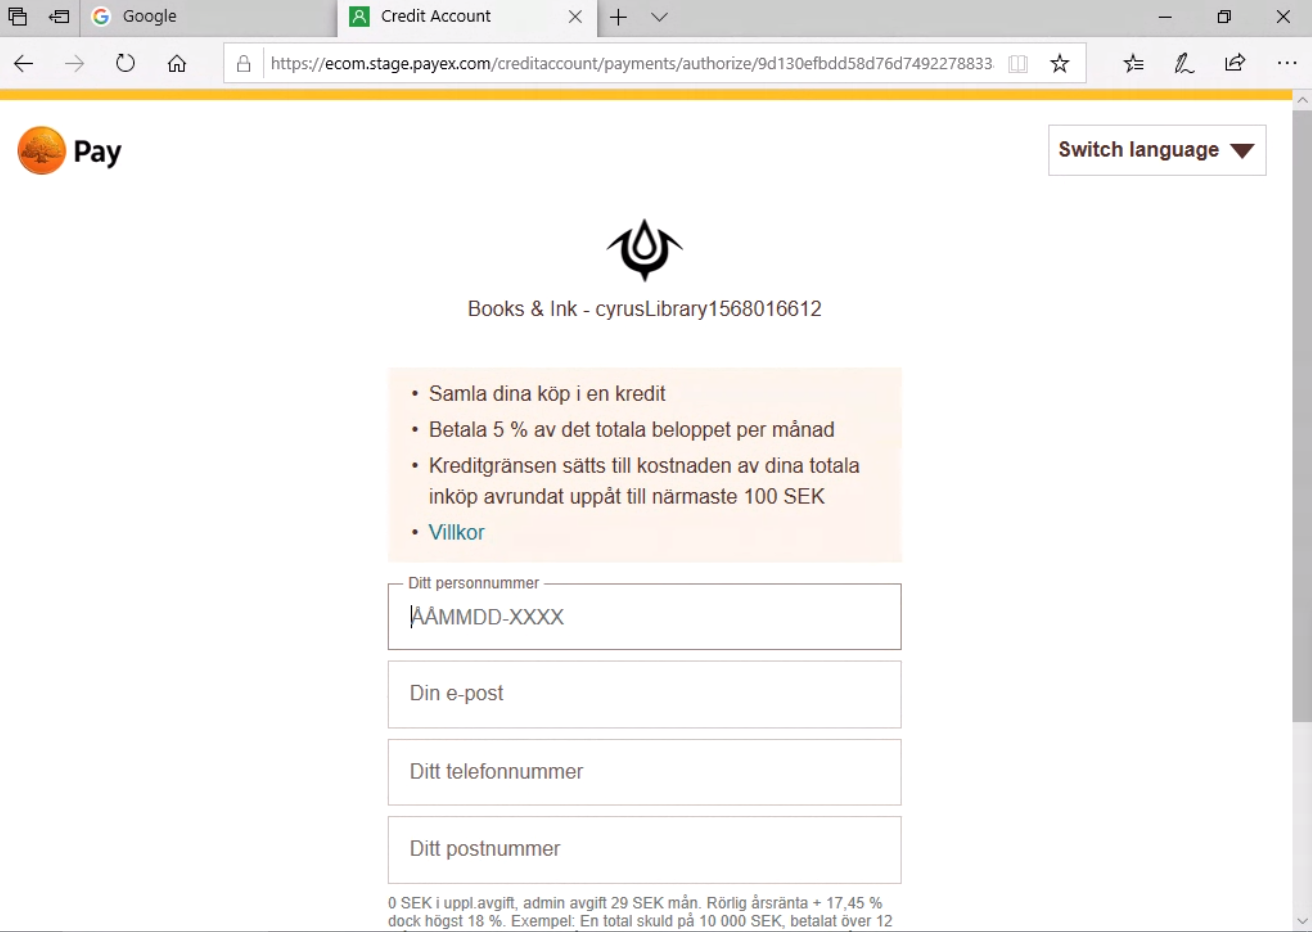 Google
Credit Account
https://ecom.stage.payex.com/creditaccount/payments/authorize/9d130efbdd58d76d7492278833
Pay
Switch language
Books & Ink - cyrusLibrary1568016612
• Samla dina köp i en kredit
• Betala 5 % av det totala beloppet per månad
• Kreditgränsen sätts till kostnaden av dina totala
inköp avrundat uppåt till närmaste 100 SEK
• Villkor
Ditt personnummer
ÅÅMMDD-XXXX
Din e-post
Ditt telefonnummer
Ditt postnummer
0 SEK i uppl.avgift, admin avgift 29 SEK mån. Rörlig årsränta + 17,45 %
dock högst 18 %. Exempel: En total skuld på 10 000 SEK, betalat över 12